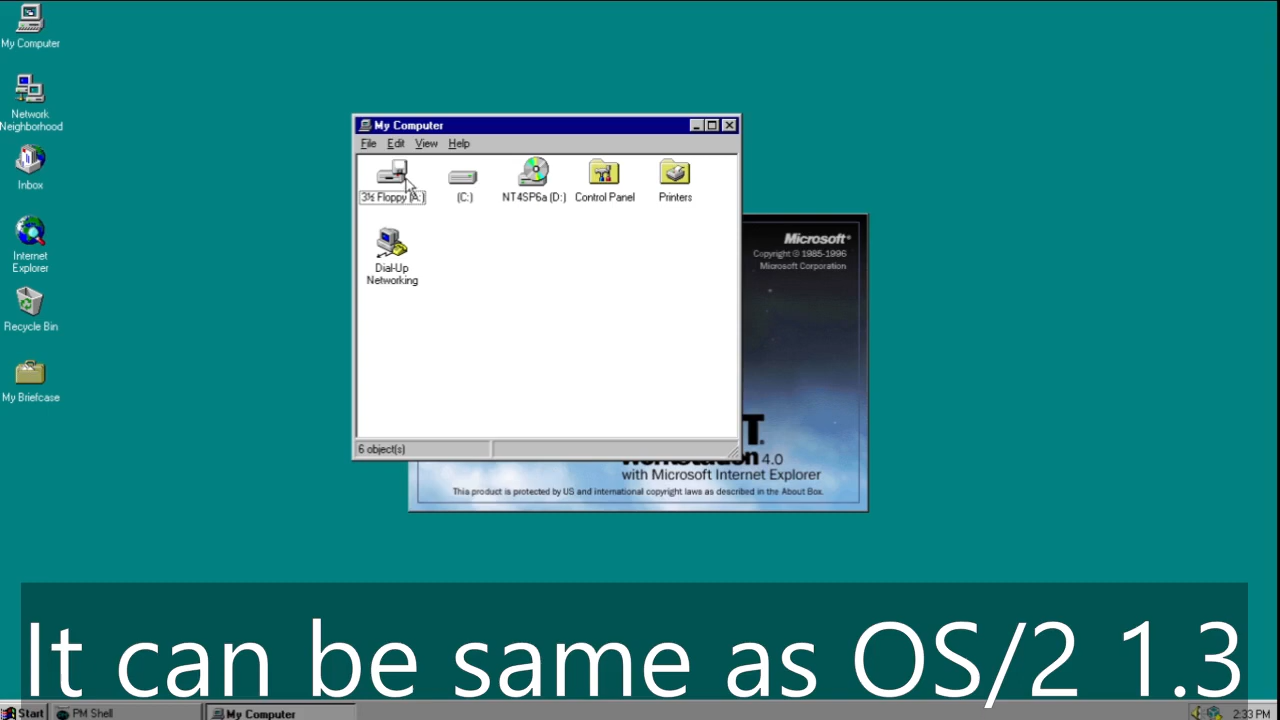 My Computer
Network
Neighborhood
Inbox
Internet
Explorer
Recycle Bin
My Briefcase
My Computer
File Edit View Help
3½ Floppy (A:) (C:) NT4SP6a (D:) Control Panel Printers
Dial-Up
Networking
6 object(s)
Microsoft®
Copyright © 1985-1996
Microsoft Corporation
4.0
with Microsoft Internet Explorer
This product is protected by US and international copyright laws as described in the About Box.
It can be same as OS/2 1.3
Start PM Shell My Computer 2:33 PM